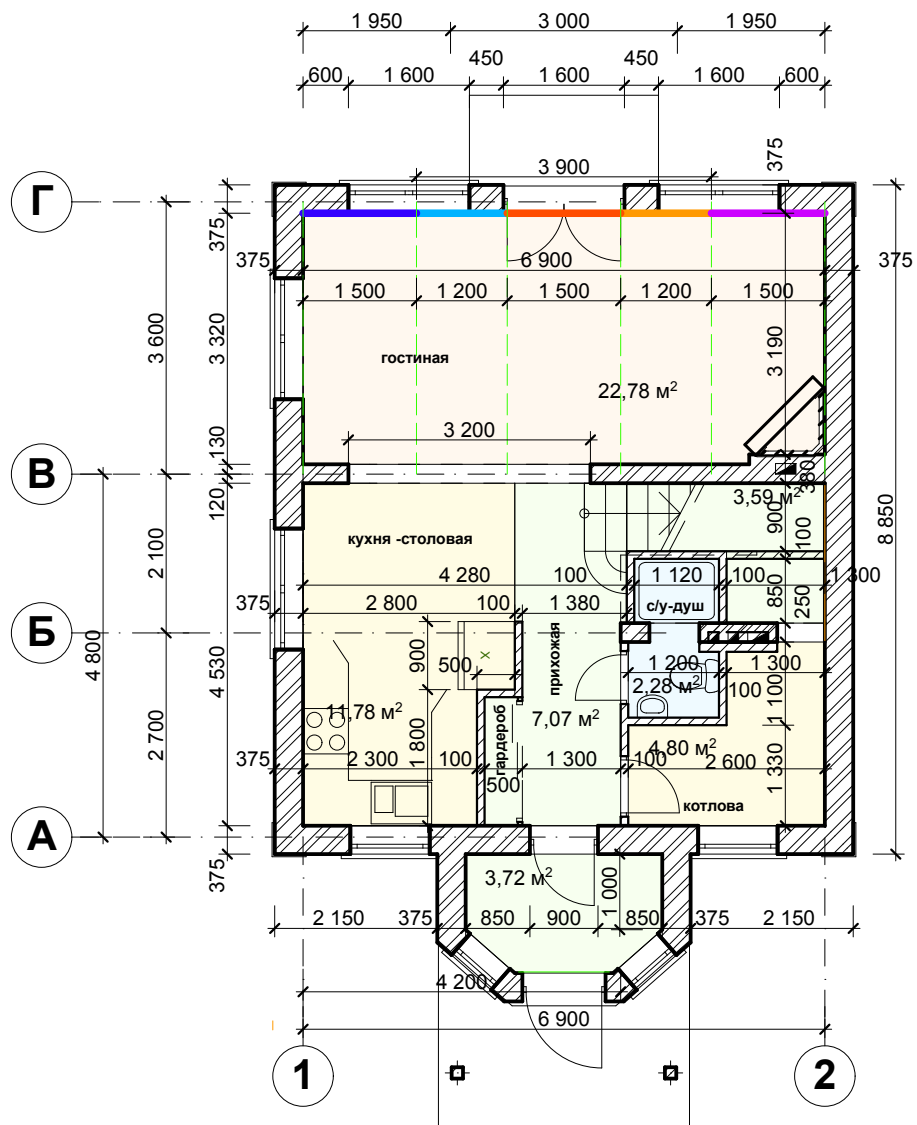 1 950 3 000 1 950
450 450
600 1 600 1 600 1 600 600
3 900
375
Г
375
375 6 900 375
1 500 1 200 1 500 1 200 1 500
3 600
3 320
3 190
гостиная
22,78 м²
3 200
130
В
380
120
3,59 м²
900
100
8 850
кухня -столовая
2 100
4 280 100 1 120 100 1 300
850
250
375 2 800 100 1 380
с/у-душ
Б
прихожая
4 800
4 530
900
500
х
1 200 1 300
2,28 м²
100
1 100
11,78 м²
7,07 м²
2 700
1 800
гардероб
4,80 м²
375 2 300 100 1 300 100 2 600
500
1 330
котлова
А
375
3,72 м²
1 000
2 150 375 850 900 850 375 2 150
4 200
6 900
1 2